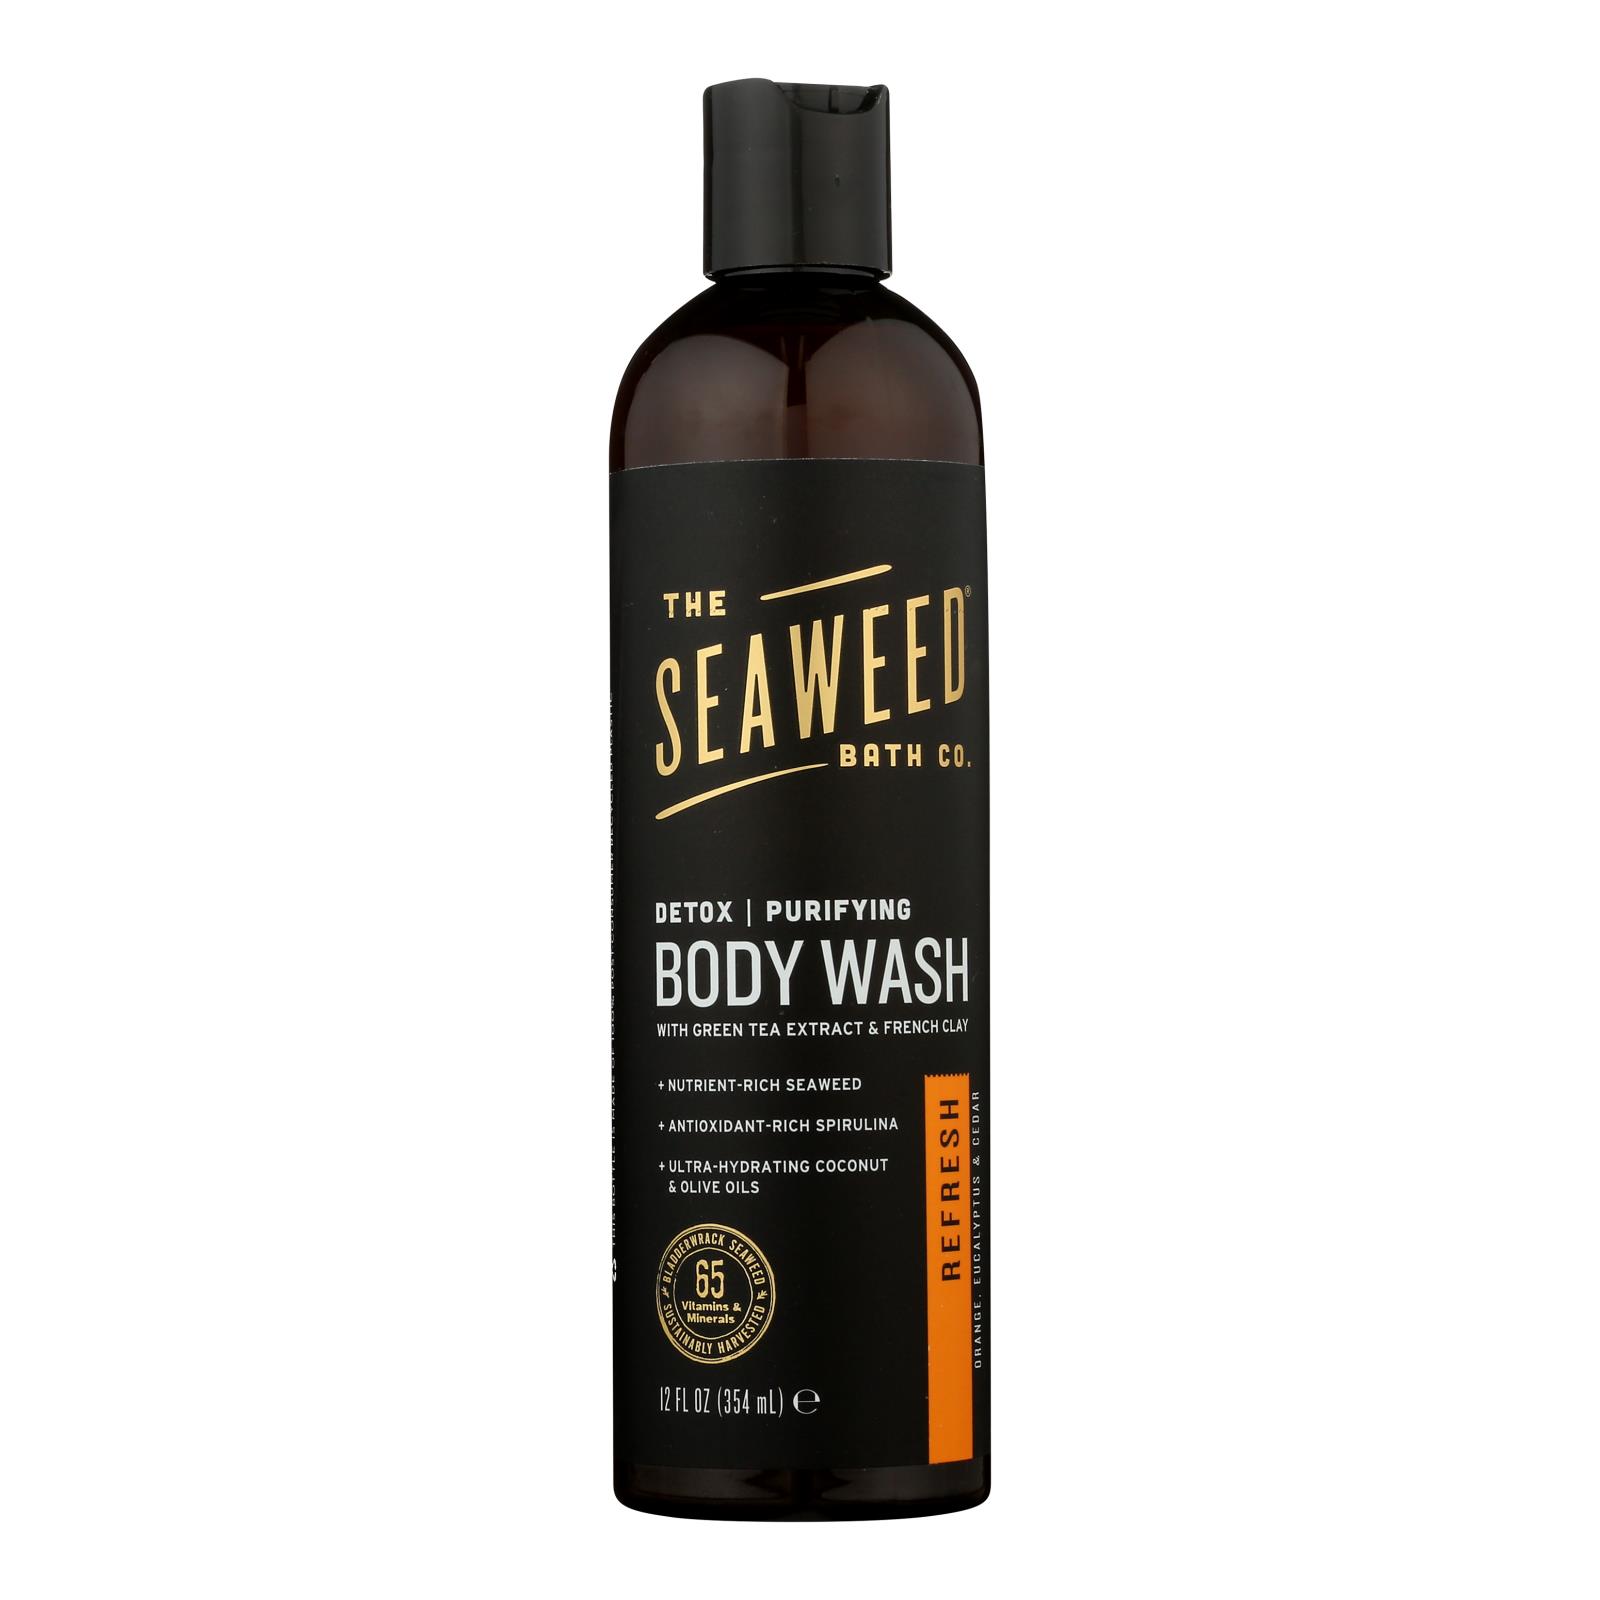 THE
SEAWEED®
BATH CO.
DETOX | PURIFYING
BODY WASH
WITH GREEN TEA EXTRACT & FRENCH CLAY
+ NUTRIENT-RICH SEAWEED
+ ANTIOXIDANT-RICH SPIRULINA
+ ULTRA-HYDRATING COCONUT
& OLIVE OILS
BLADDERWRACK SEAWEED
65
Vitamins &
Minerals
SUSTAINABLY HARVESTED
12 FL OZ (354 mL) ℮
REFRESH
ORANGE, EUCALYPTUS & CEDAR